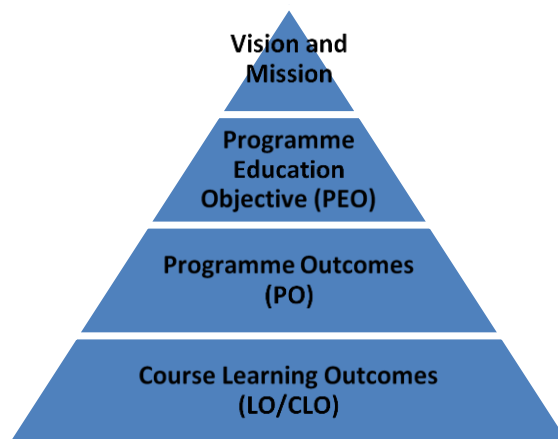 Vision and
Mission
Programme
Education
Objective (PEO)
Programme Outcomes
(PO)
Course Learning Outcomes
(LO/CLO)